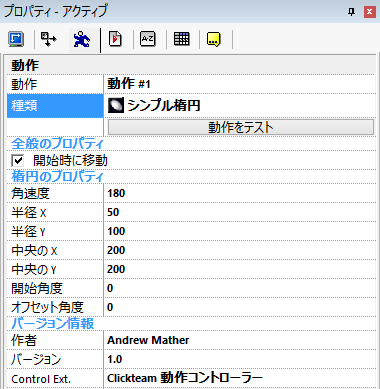 プロパティ - アクティブ
A-Z
動作
動作 動作 #1
種類 シンプル楕円
動作をテスト
全般のプロパティ
開始時に移動
楕円のプロパティ
角速度 180
半径 X 50
半径 Y 100
中央の X 200
中央の Y 200
開始角度 0
オフセット角度 0
バージョン情報
作者 Andrew Mather
バージョン 1.0
Control Ext. Clickteam 動作コントローラー